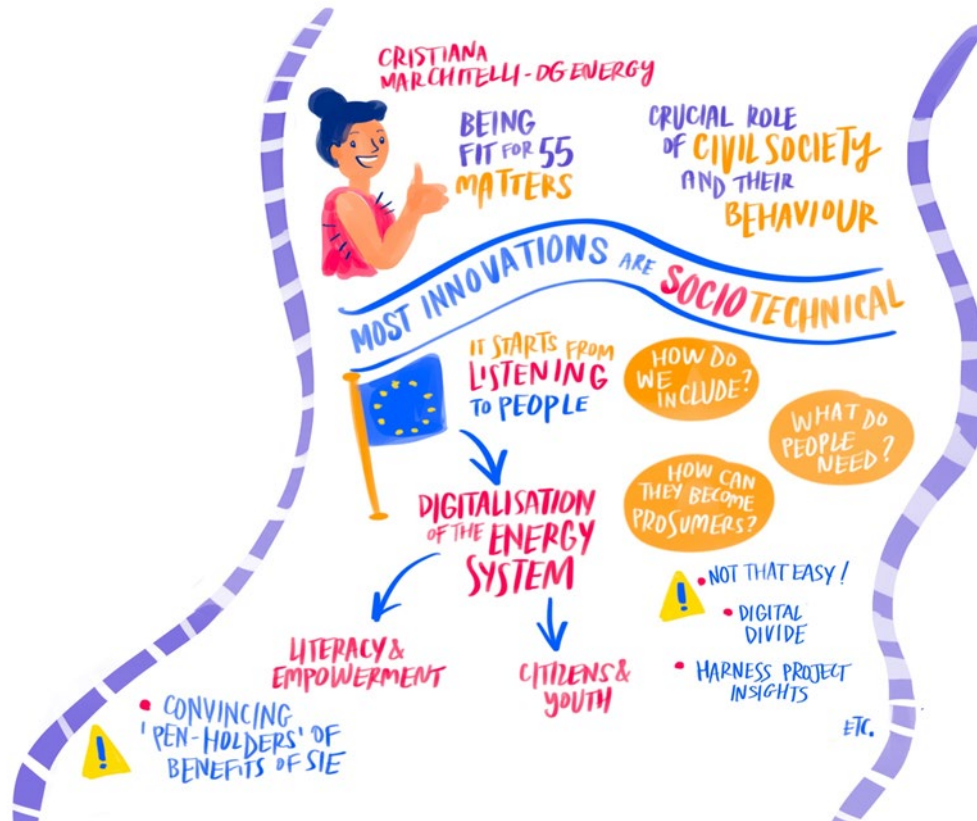 CRISTIANA
MARCHITELLI - DG ENERGY
BEING
FIT FOR 55
MATTERS
CRUCIAL ROLE
OF CIVIL SOCIETY
AND THEIR
BEHAVIOUR
MOST INNOVATIONS ARE SOCIOTECHNICAL
IT STARTS FROM
LISTENING
TO PEOPLE
HOW DO
WE
INCLUDE?
WHAT DO
PEOPLE
NEED?
HOW CAN
THEY BECOME
PROSUMERS?
DIGITALISATION
OF THE ENERGY
SYSTEM
! • NOT THAT EASY!
• DIGITAL
DIVIDE
• HARNESS PROJECT
INSIGHTS
ETC.
LITERACY &
EMPOWERMENT
CITIZENS &
YOUTH
! • CONVINCING
'PEN-HOLDERS' OF
BENEFITS OF SIE